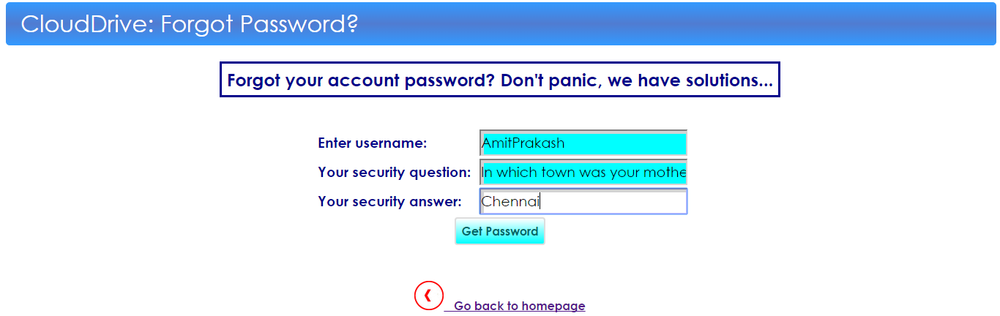 CloudDrive: Forgot Password?
Forgot your account password? Don't panic, we have solutions...
Enter username: AmitPrakash
Your security question: In which town was your mothe
Your security answer: Chennai
Get Password
Go back to homepage